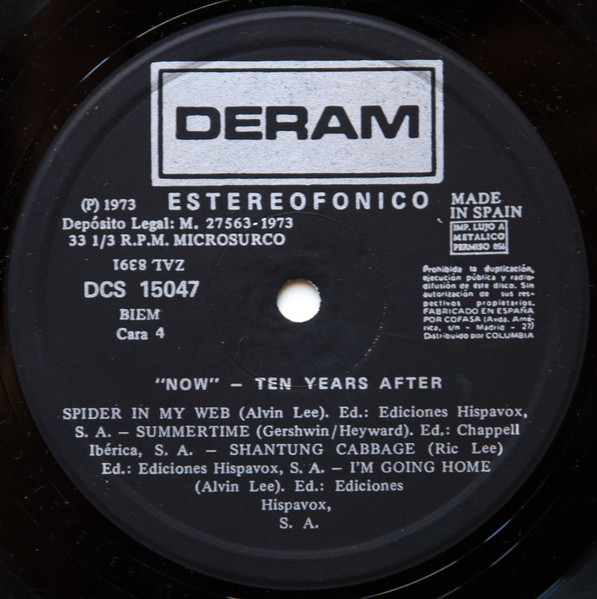 DERAM
ESTEREOFONICO
(P) 1973
Depósito Legal: M. 27563-1973
33 1/3 R.P.M. MICROSURCO
ZAL 8391
DCS 15047
BIEM
Cara 4
MADE
IN SPAIN
IMP. LUJO A
METALICO
PERMISO 056
Prohibida la duplicación,
ejecución pública y radio-
difusión de éste disco. Sin
autorización de sus res-
pectivos propietarios.
FABRICADO EN ESPAÑA
POR COFASA (Avda. Amé-
rica, s/n - Madrid - 27)
Distribuido por COLUMBIA
"NOW" - TEN YEARS AFTER
SPIDER IN MY WEB (Alvin Lee). Ed.: Ediciones Hispavox,
S. A. — SUMMERTIME (Gershwin/Heyward). Ed.: Chappell
Ibérica, S. A. — SHANTUNG CABBAGE (Ric Lee)
Ed.: Ediciones Hispavox, S. A. — I'M GOING HOME
(Alvin Lee). Ed.: Ediciones
Hispavox,
S. A.